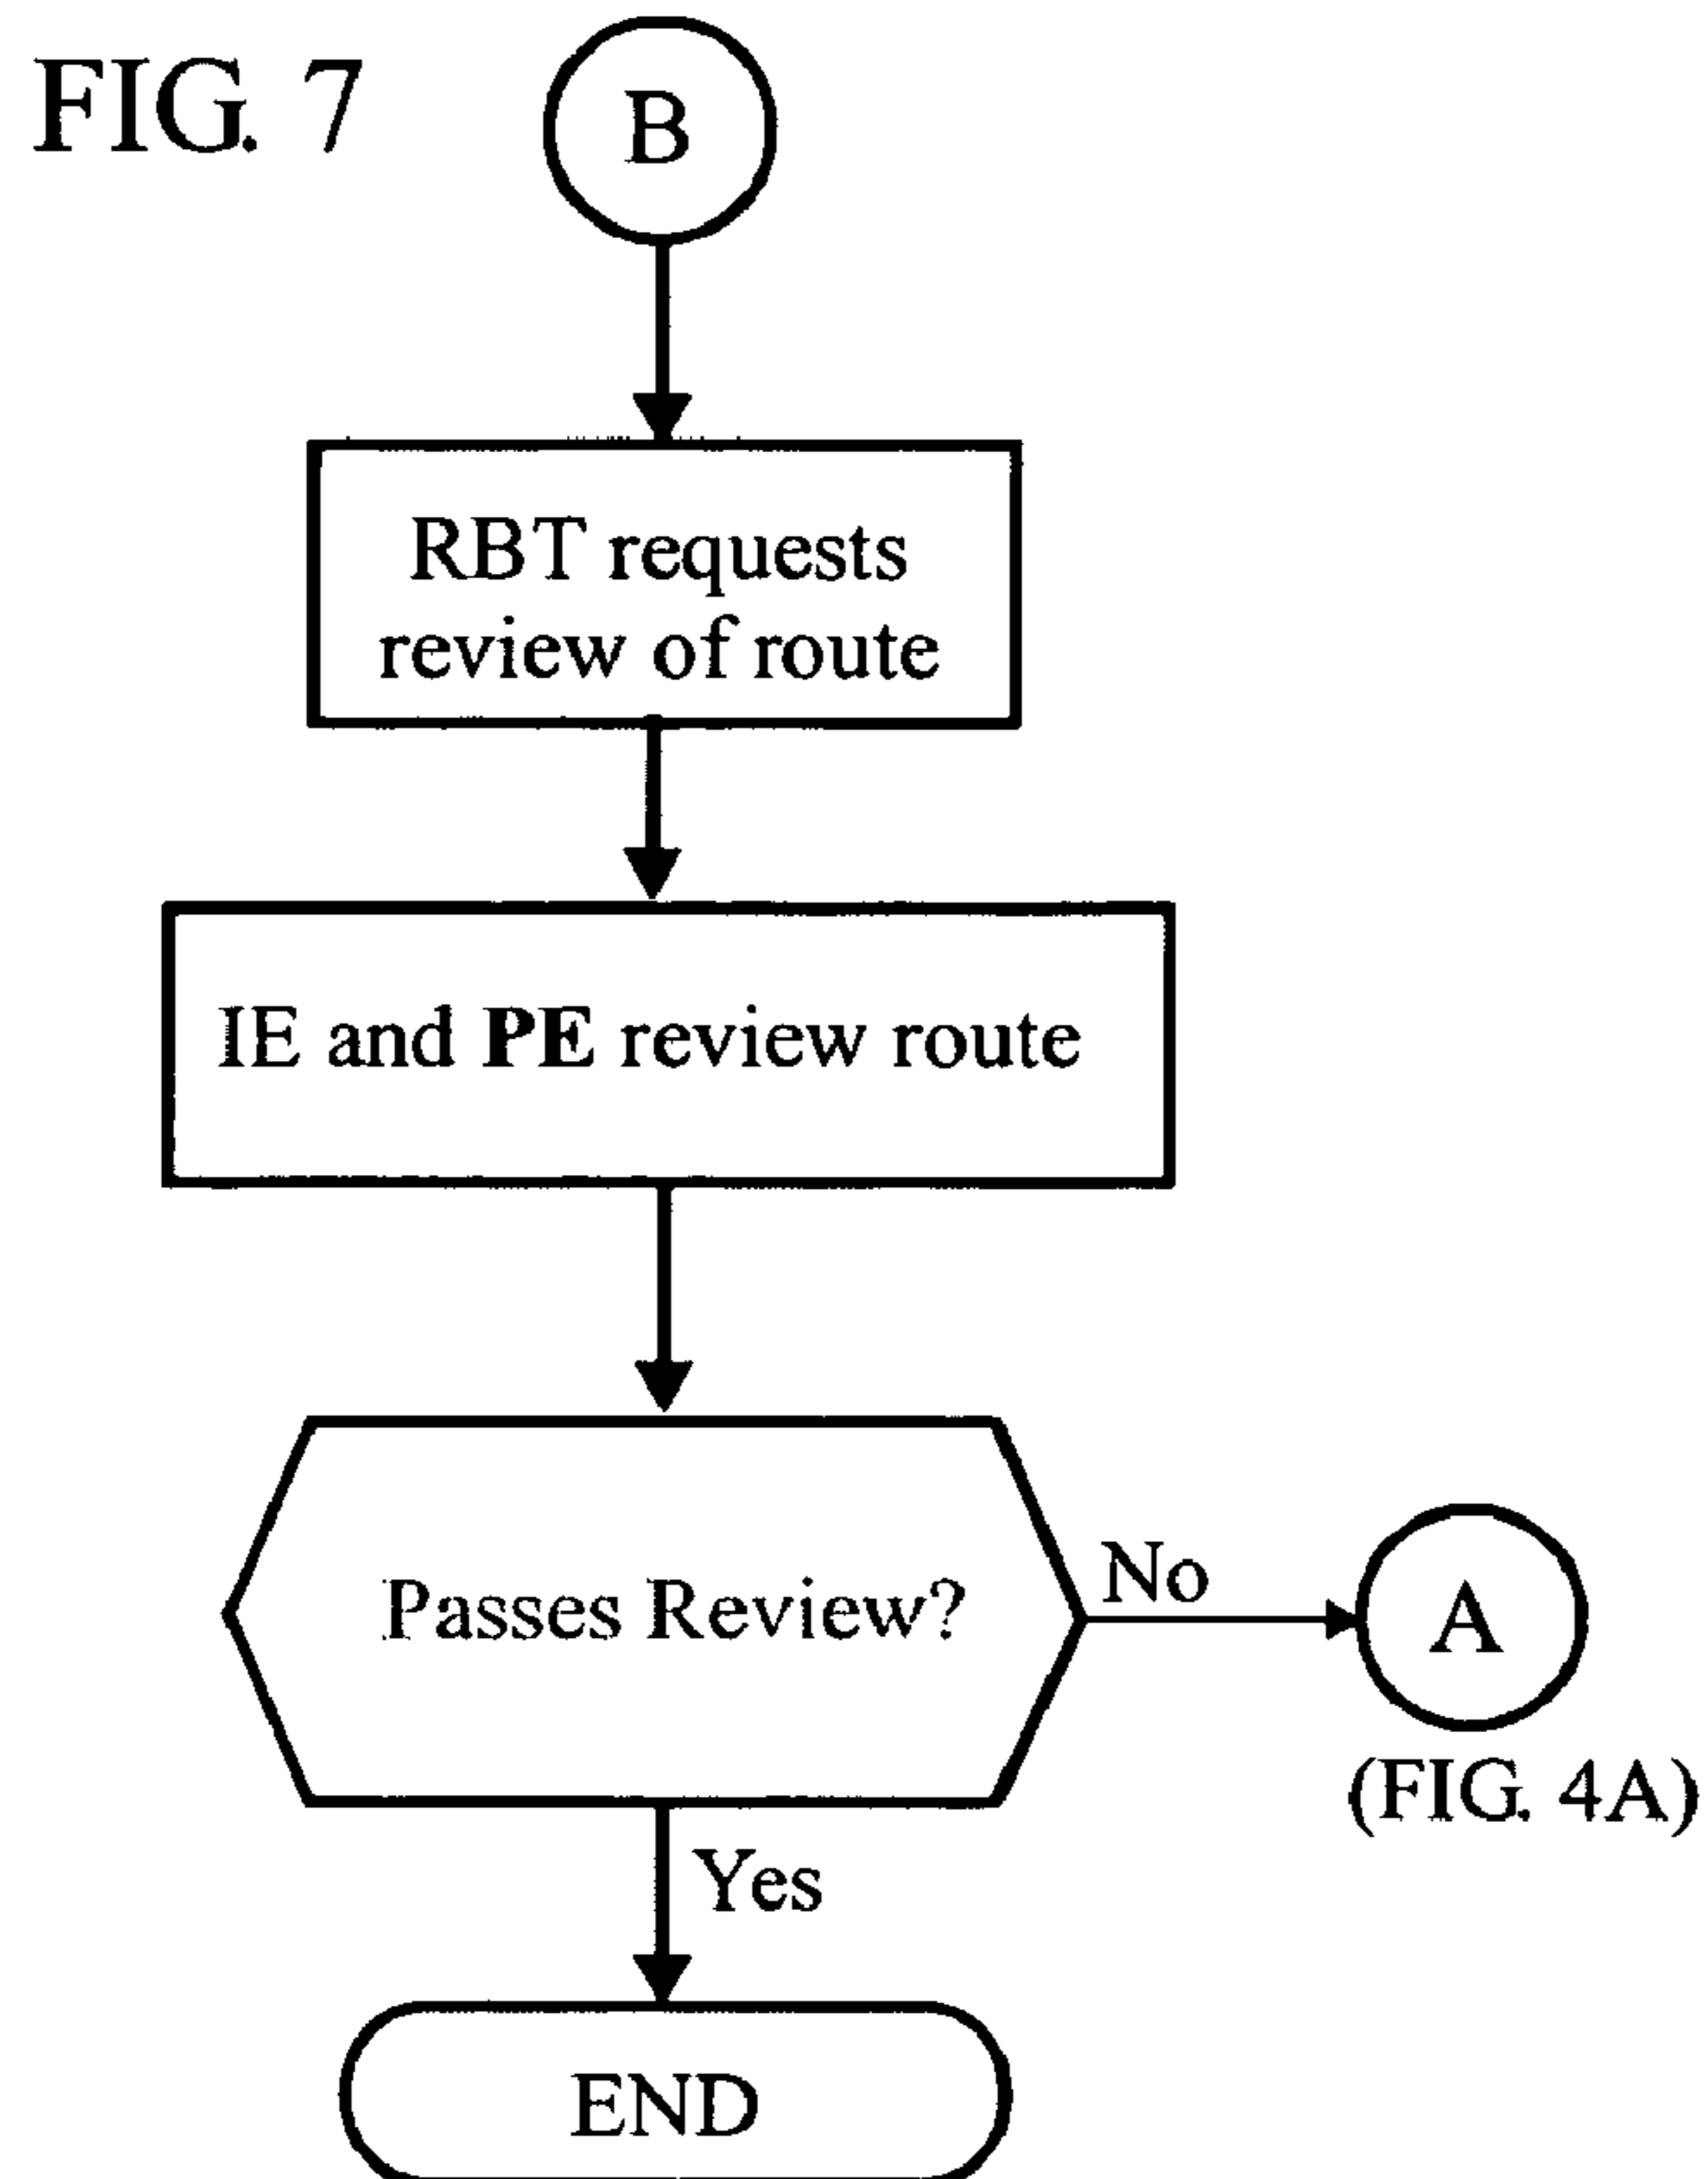 FIG. 7
B
RBT requests
review of route
IE and PE review route
Passes Review?
No
A
(FIG. 4A)
Yes
END